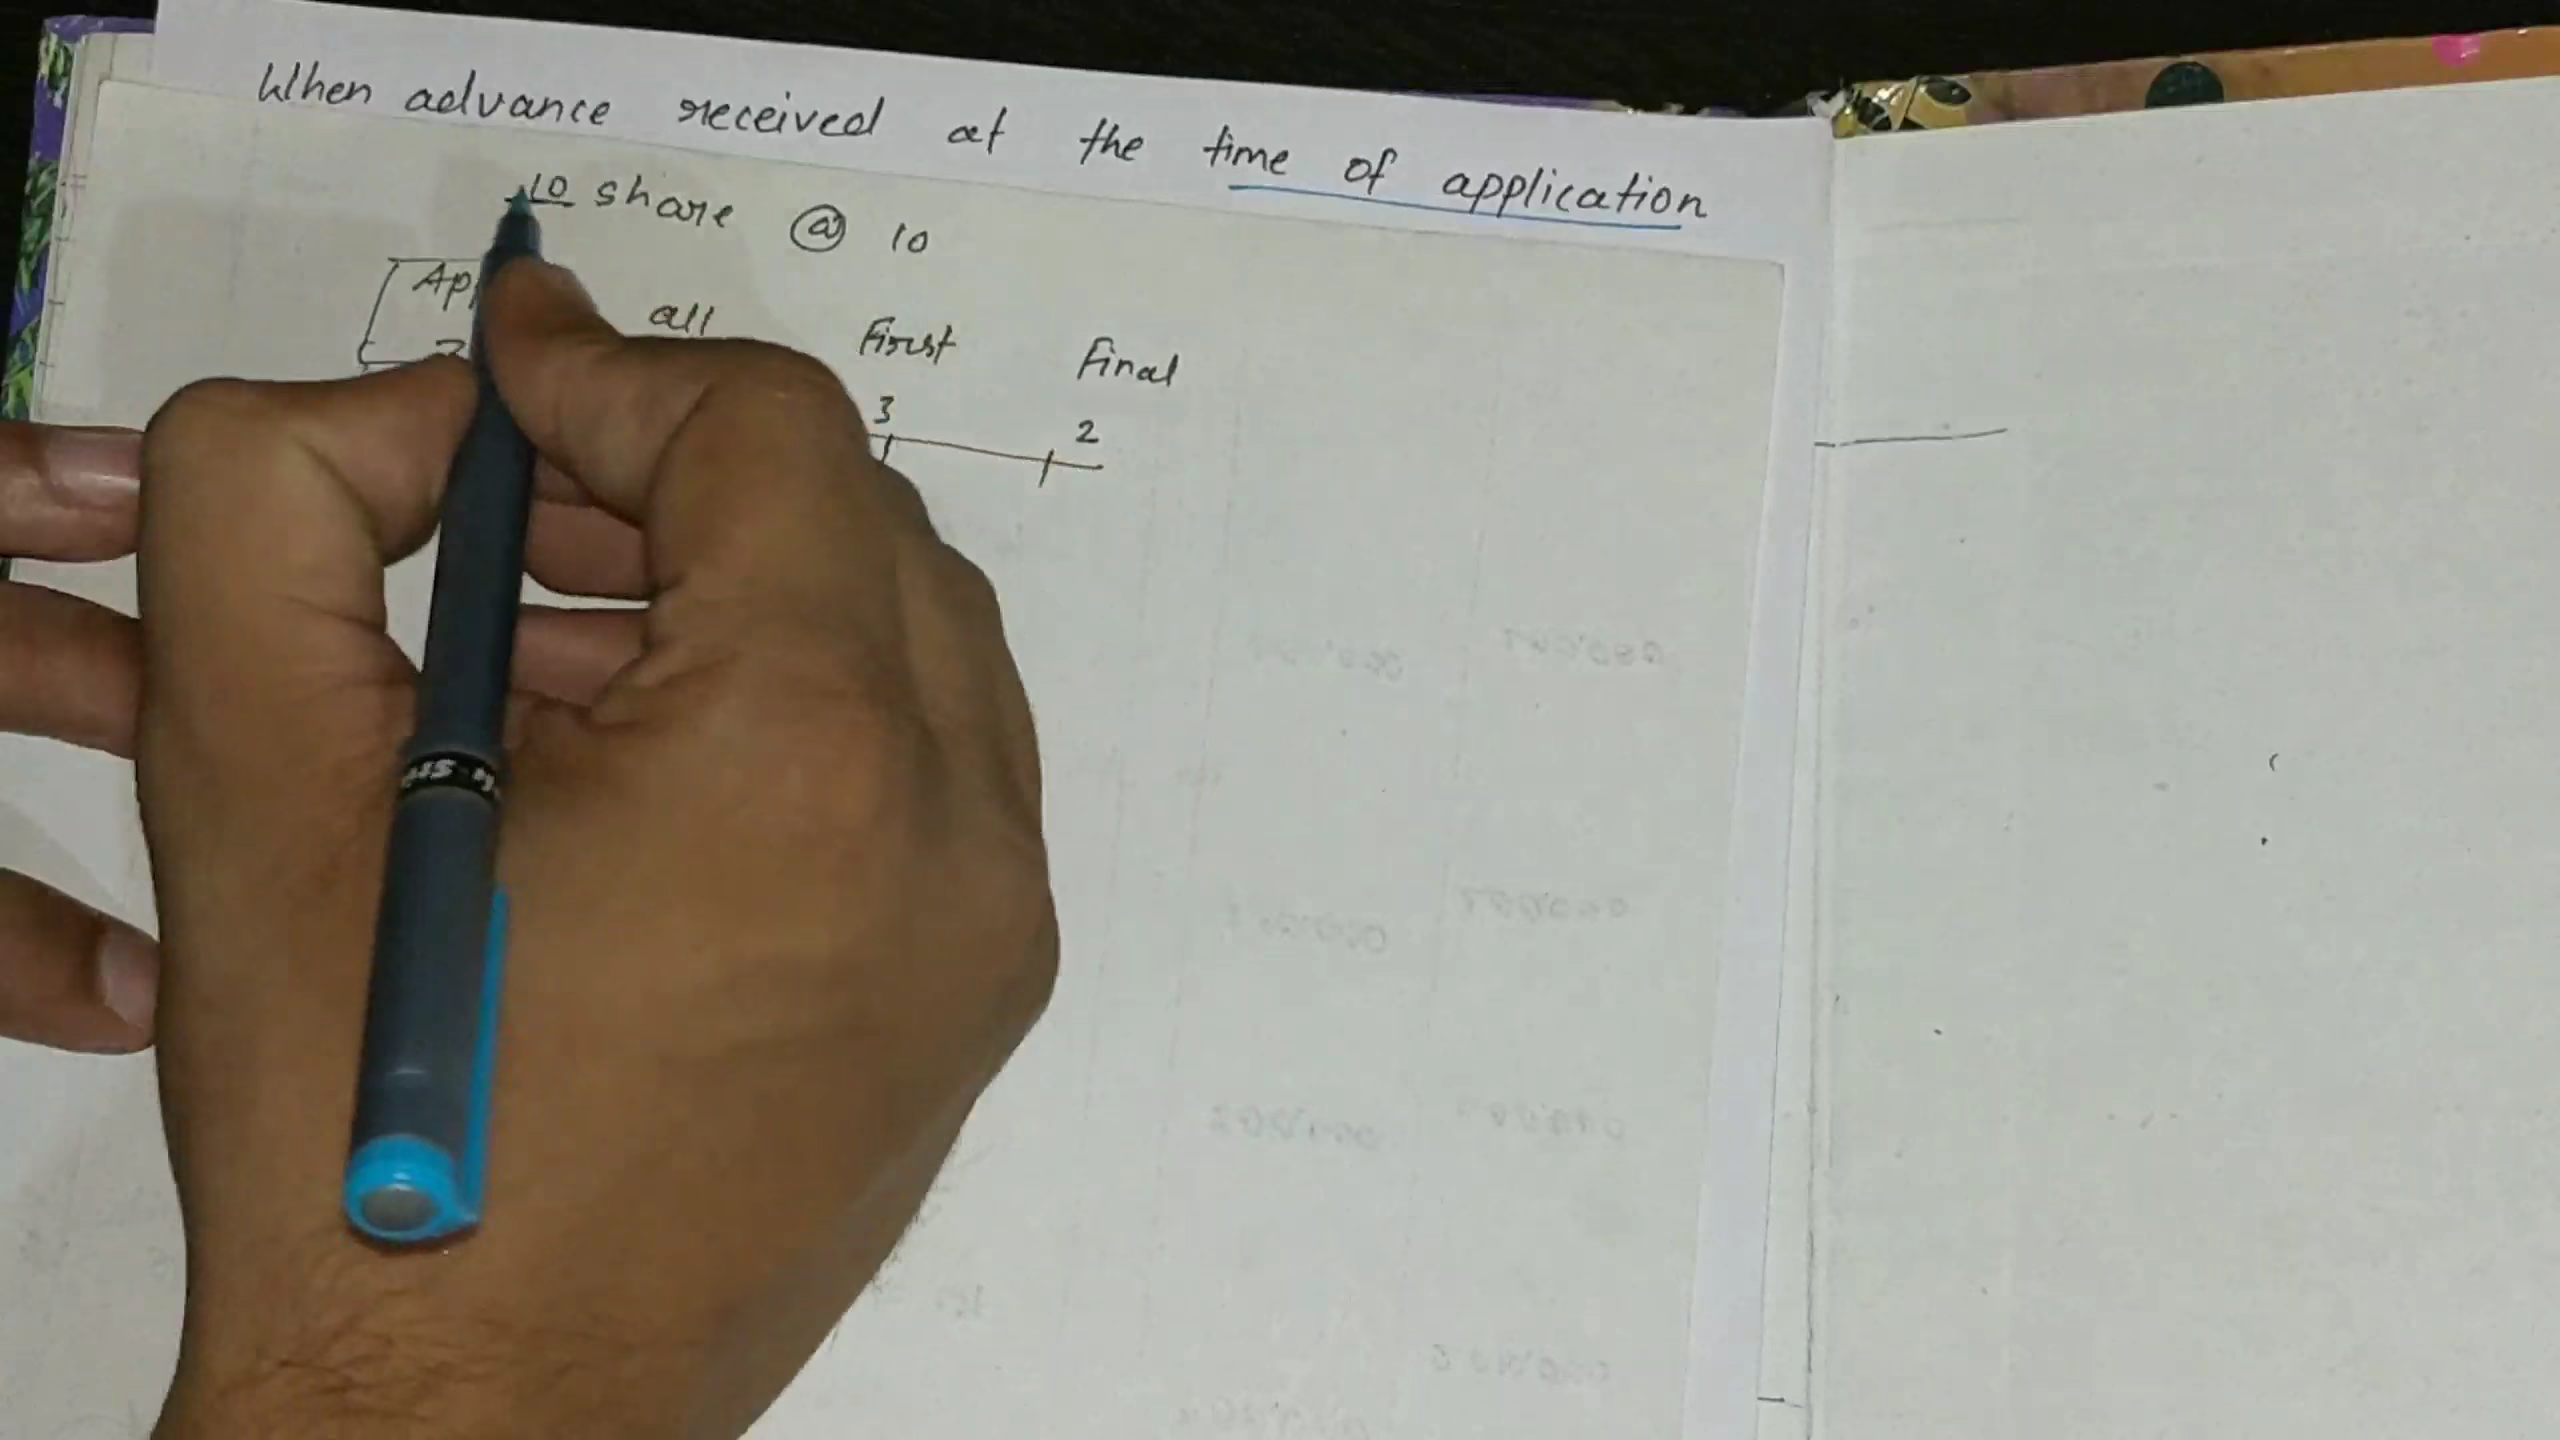 When advance received at the time of application
10 share @ 10
all First Final
3 2